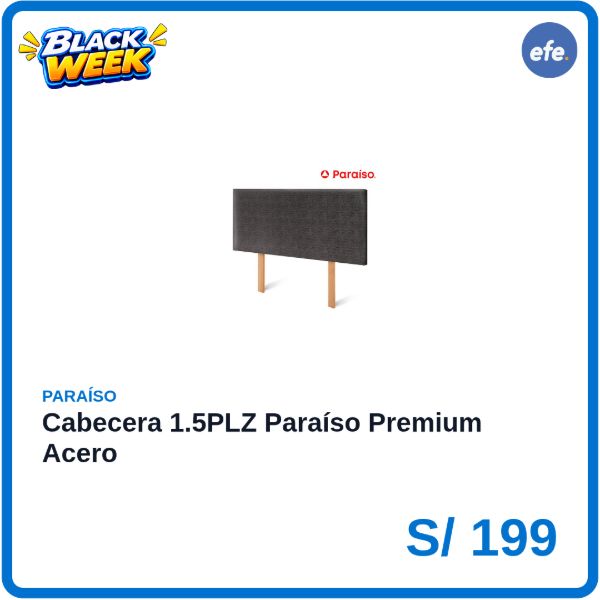 BLACK
WEEK
efe.
Paraiso.
PARAÍSO
Cabecera 1.5PLZ Paraíso Premium
Acero
S/ 199